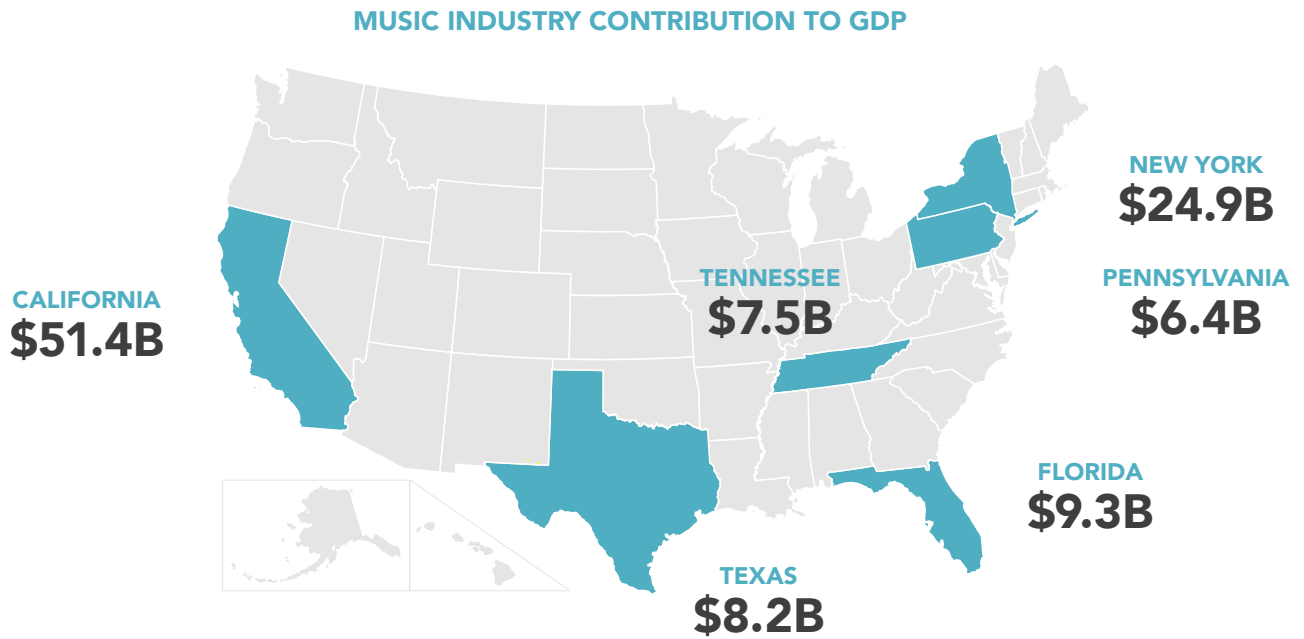 MUSIC INDUSTRY CONTRIBUTION TO GDP
NEW YORK
$24.9B
TENNESSEE
$7.5B
PENNSYLVANIA
$6.4B
CALIFORNIA
$51.4B
FLORIDA
$9.3B
TEXAS
$8.2B